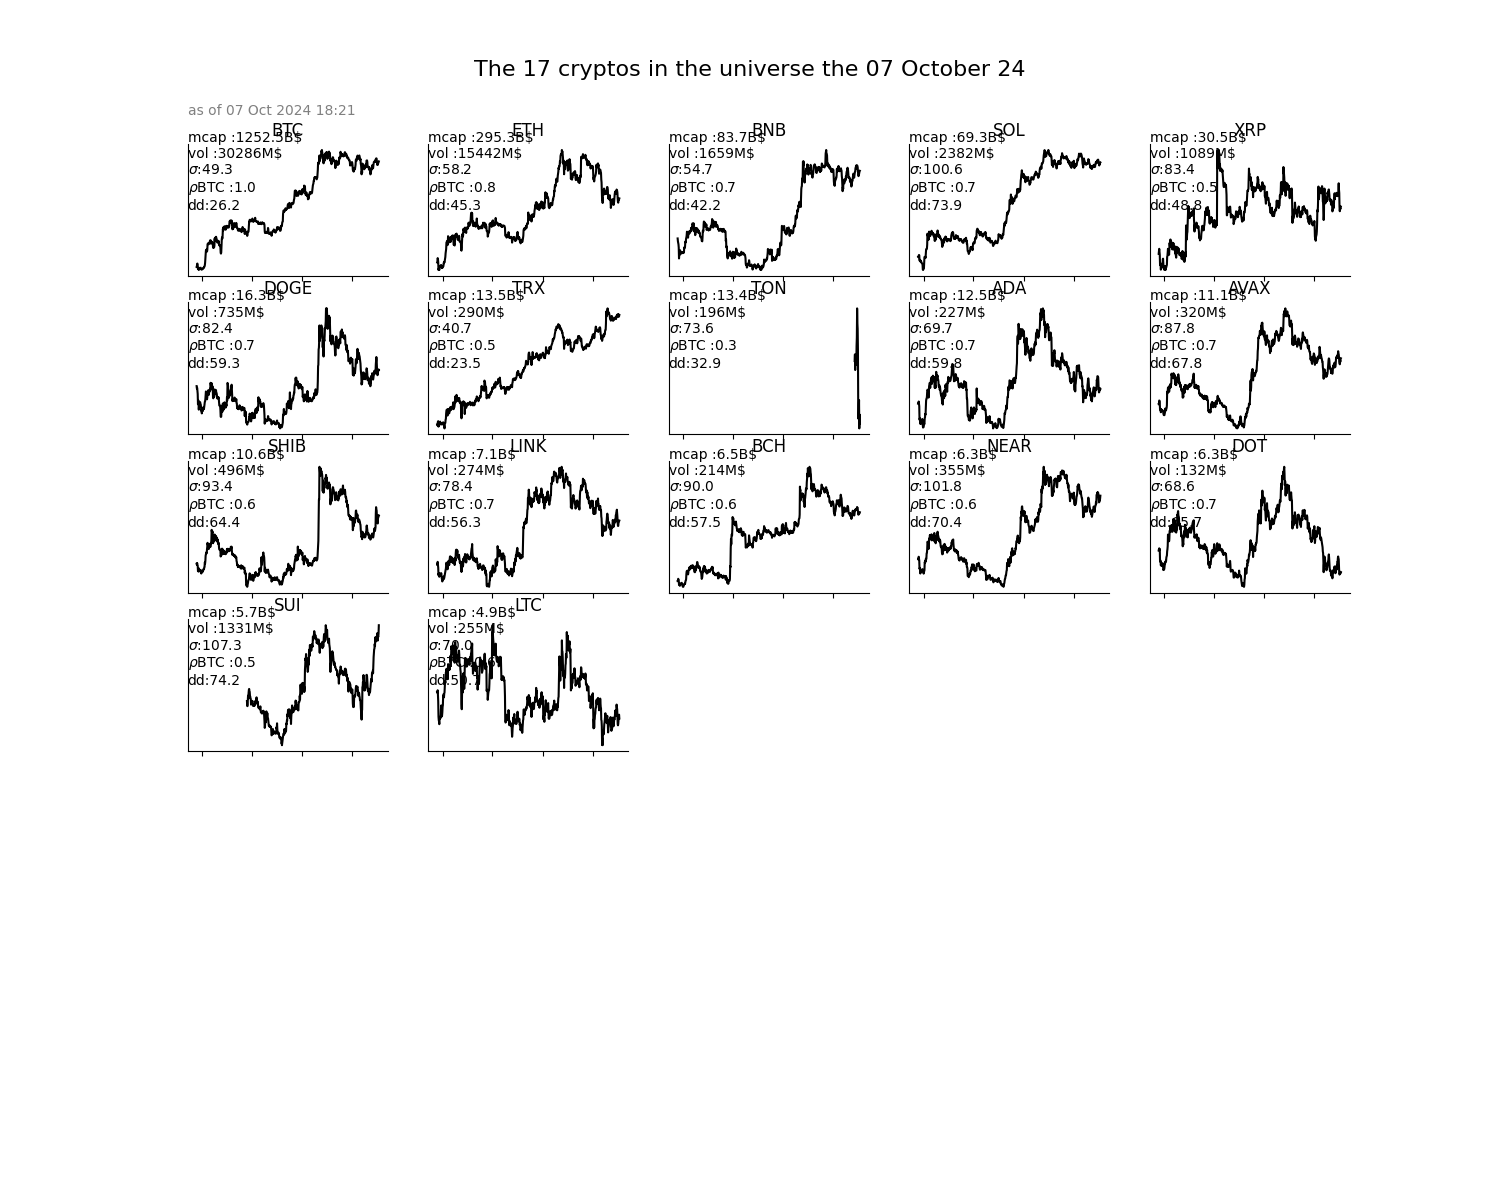 The 17 cryptos in the universe the 07 October 24
as of 07 Oct 2024 18:21
BTC
mcap :1252.5B$
vol :30286M$
σ:49.3
ρBTC :1.0
dd:26.2
ETH
mcap :295.3B$
vol :15442M$
σ:58.2
ρBTC :0.8
dd:45.3
BNB
mcap :83.7B$
vol :1659M$
σ:54.7
ρBTC :0.7
dd:42.2
SOL
mcap :69.3B$
vol :2382M$
σ:100.6
ρBTC :0.7
dd:73.9
XRP
mcap :30.5B$
vol :1089M$
σ:83.4
ρBTC :0.5
dd:48.8
DOGE
mcap :16.3B$
vol :735M$
σ:82.4
ρBTC :0.7
dd:59.3
TRX
mcap :13.5B$
vol :290M$
σ:40.7
ρBTC :0.5
dd:23.5
TON
mcap :13.4B$
vol :196M$
σ:73.6
ρBTC :0.3
dd:32.9
ADA
mcap :12.5B$
vol :227M$
σ:69.7
ρBTC :0.7
dd:59.8
AVAX
mcap :11.1B$
vol :320M$
σ:87.8
ρBTC :0.7
dd:67.8
SHIB
mcap :10.6B$
vol :496M$
σ:93.4
ρBTC :0.6
dd:64.4
LINK
mcap :7.1B$
vol :274M$
σ:78.4
ρBTC :0.7
dd:56.3
BCH
mcap :6.5B$
vol :214M$
σ:90.0
ρBTC :0.6
dd:57.5
NEAR
mcap :6.3B$
vol :355M$
σ:101.8
ρBTC :0.6
dd:70.4
DOT
mcap :6.3B$
vol :132M$
σ:68.6
ρBTC :0.7
SUI
mcap :5.7B$
vol :1331M$
σ:107.3
ρBTC :0.5
dd:74.2
LTC
mcap :4.9B$
vol :255M$
σ:70.0
ρBTC